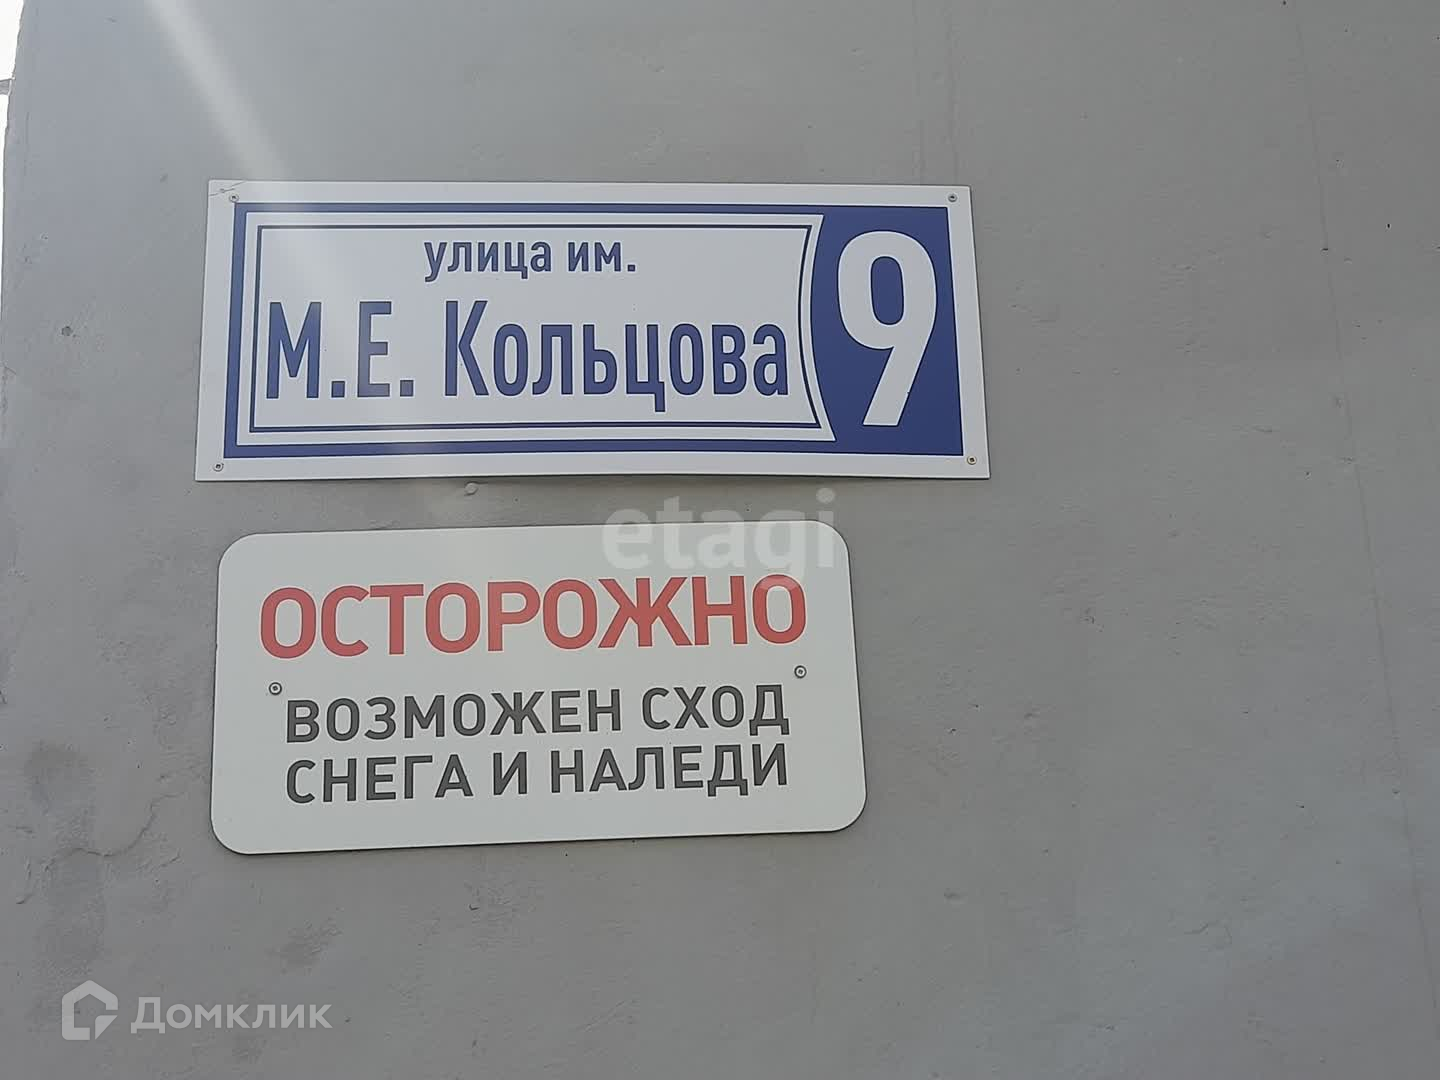 улица им.
М.Е. Кольцова
9
etagi
ОСТОРОЖНО
ВОЗМОЖЕН СХОД
СНЕГА И НАЛЕДИ
Домклик